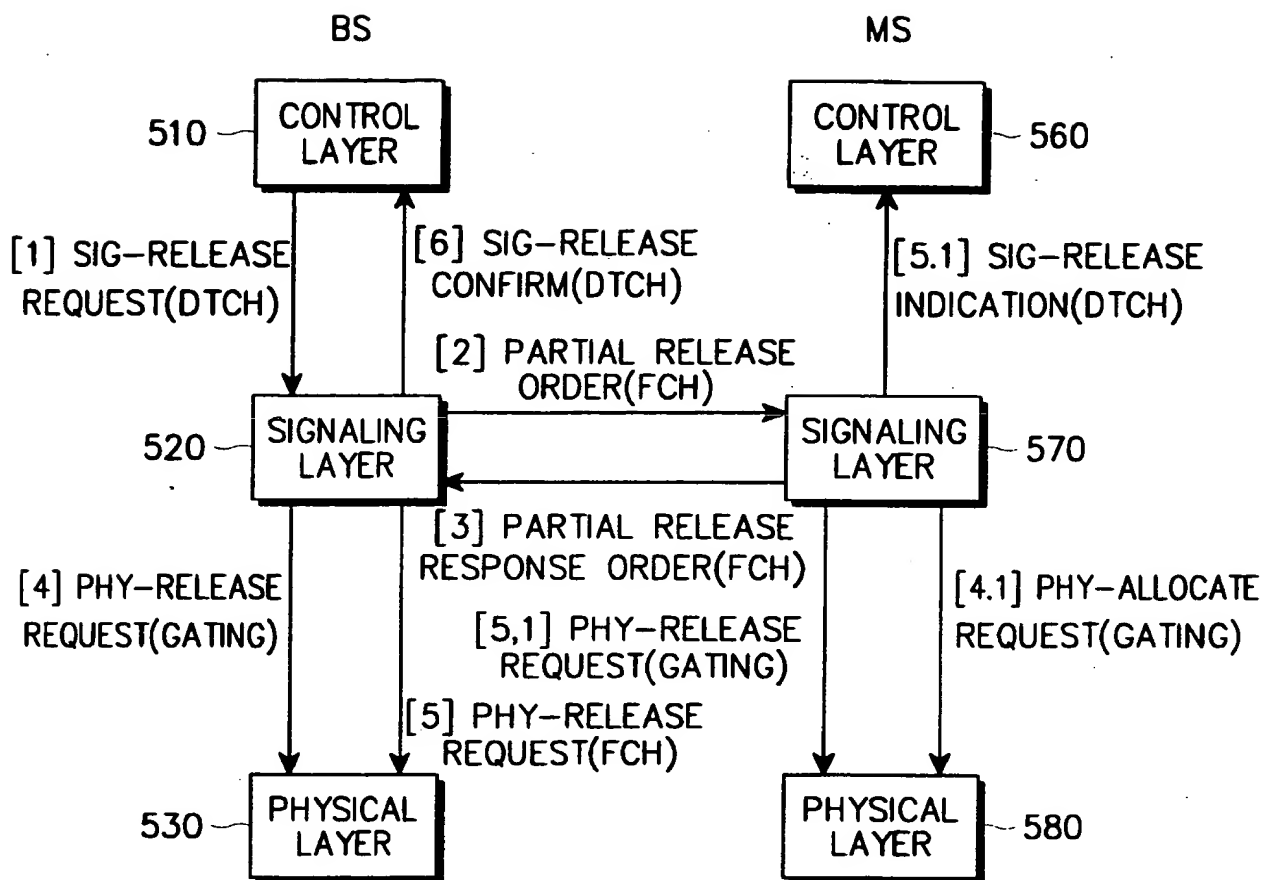 BS
MS
510
CONTROL
LAYER
CONTROL
LAYER
560
[1] SIG-RELEASE
REQUEST(DTCH)
[6] SIG-RELEASE
CONFIRM(DTCH)
[5.1] SIG-RELEASE
INDICATION(DTCH)
[2] PARTIAL RELEASE
ORDER(FCH)
520
SIGNALING
LAYER
SIGNALING
LAYER
570
[3] PARTIAL RELEASE
RESPONSE ORDER(FCH)
[4] PHY-RELEASE
REQUEST(GATING)
[5,1] PHY-RELEASE
REQUEST(GATING)
[4.1] PHY-ALLOCATE
REQUEST(GATING)
[5] PHY-RELEASE
REQUEST(FCH)
530
PHYSICAL
LAYER
PHYSICAL
LAYER
580